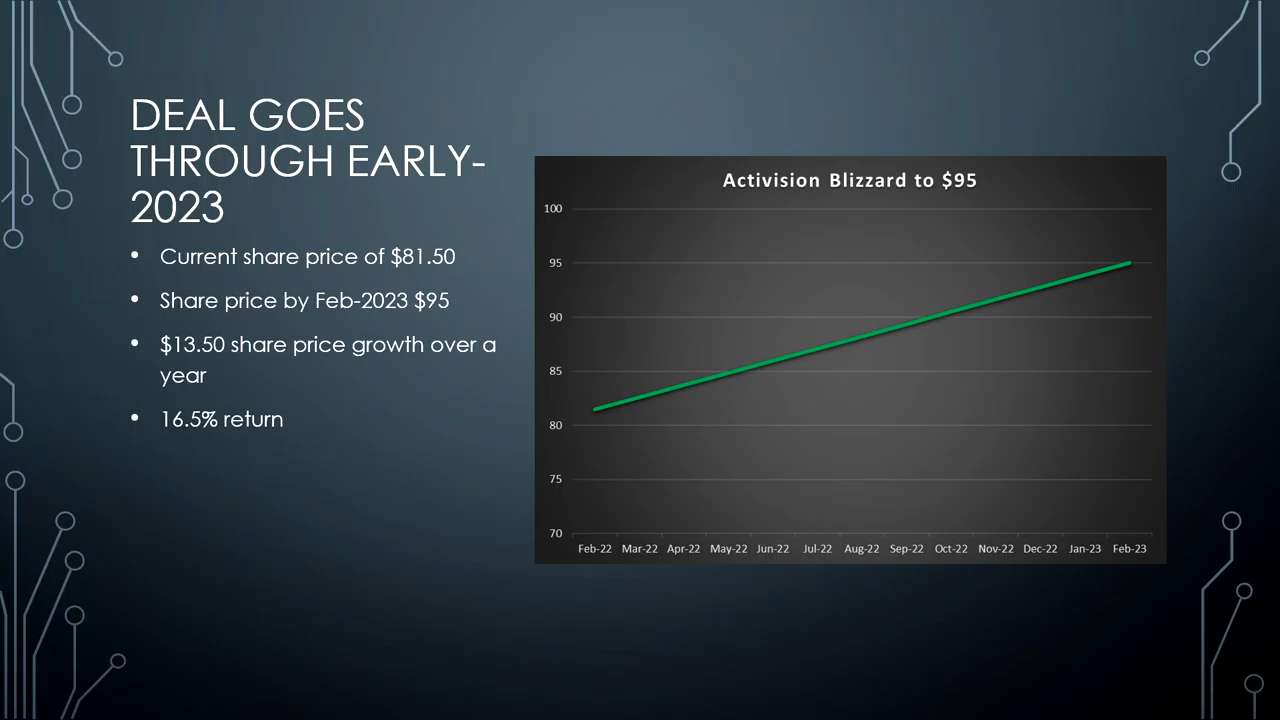 DEAL GOES
THROUGH EARLY-
2023
• Current share price of $81.50
• Share price by Feb-2023 $95
• $13.50 share price growth over a
year
• 16.5% return
Activision Blizzard to $95
100
95
90
85
80
75
70
Feb-22 Mar-22 Apr-22 May-22 Jun-22 Jul-22 Aug-22 Sep-22 Oct-22 Nov-22 Dec-22 Jan-23 Feb-23